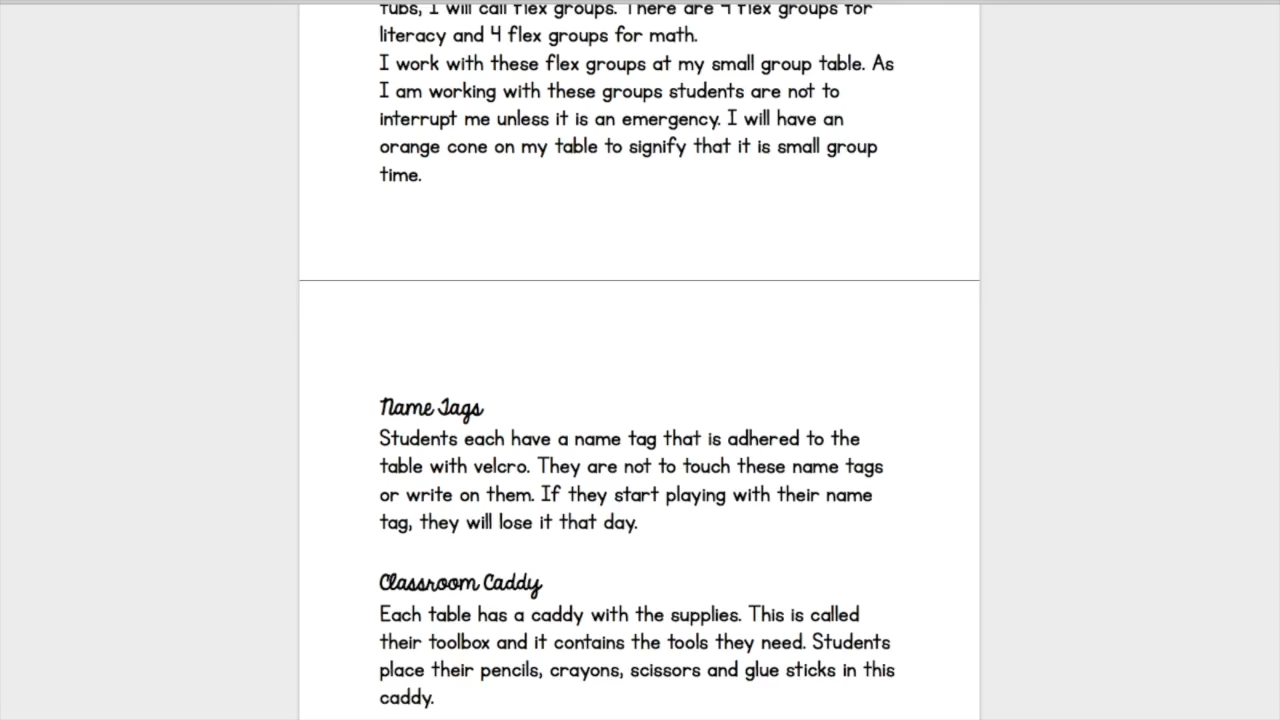 tubs, I will call flex groups. There are 4 flex groups for
literacy and 4 flex groups for math.
I work with these flex groups at my small group table. As
I am working with these groups students are not to
interrupt me unless it is an emergency. I will have an
orange cone on my table to signify that it is small group
time.
Name Tags
Students each have a name tag that is adhered to the
table with velcro. They are not to touch these name tags
or write on them. If they start playing with their name
tag, they will lose it that day.
Classroom Caddy
Each table has a caddy with the supplies. This is called
their toolbox and it contains the tools they need. Students
place their pencils, crayons, scissors and glue sticks in this
caddy.